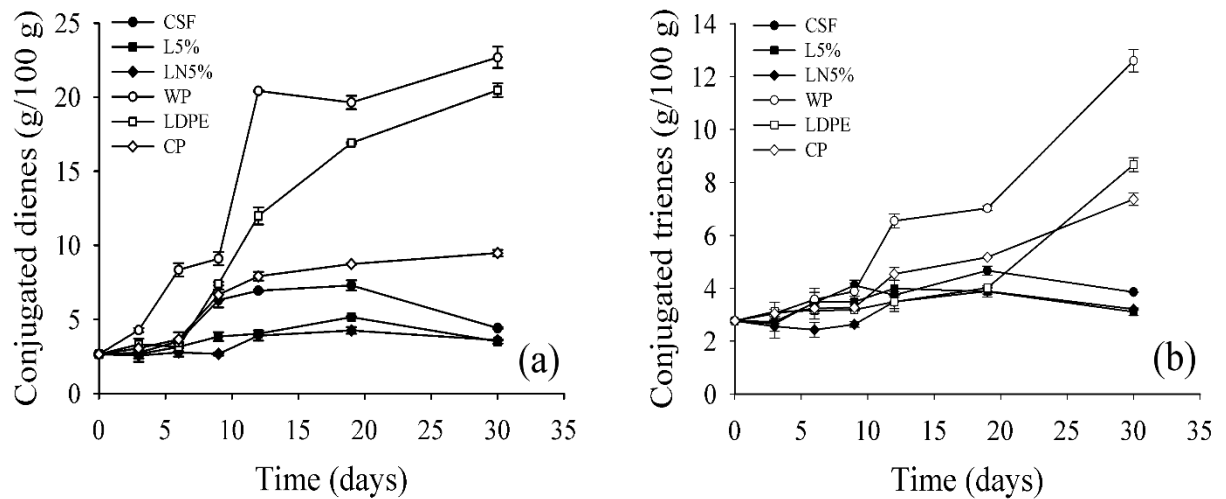 Conjugated dienes (g/100 g)
25
20
15
10
5
0
CSF
L5%
LN5%
WP
LDPE
CP
(a)
0 5 10 15 20 25 30 35
Time (days)
Conjugated trienes (g/100 g)
14
12
10
8
6
4
2
0
CSF
L5%
LN5%
WP
LDPE
CP
(b)
0 5 10 15 20 25 30 35
Time (days)